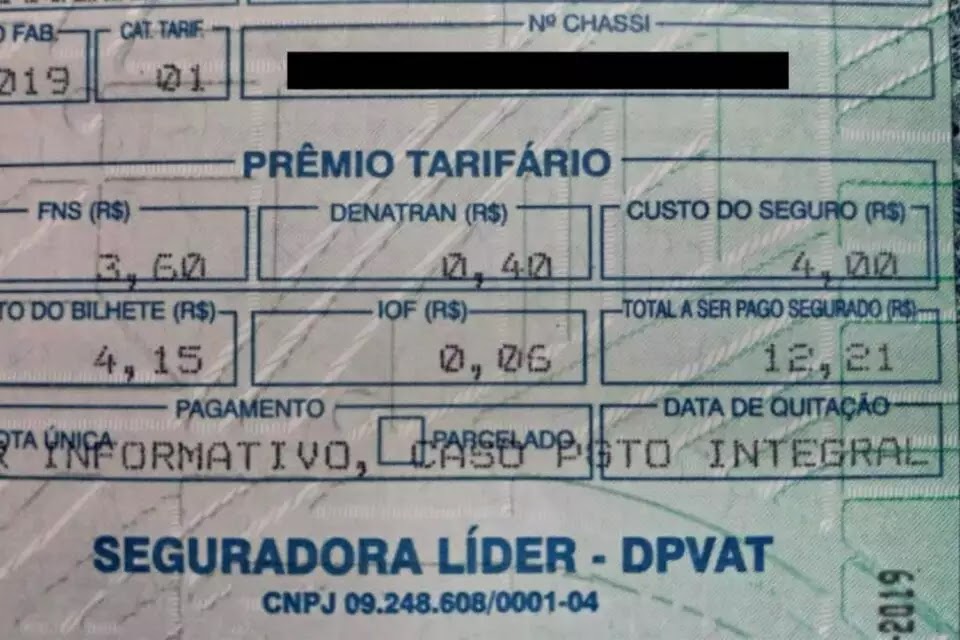 FAB. CAT. TARIF. Nº CHASSI
019 01
PRÊMIO TARIFÁRIO
FNS (R$) DENATRAN (R$) CUSTO DO SEGURO (R$)
3,60 0,40 4,00
TO DO BILHETE (R$) IOF (R$) TOTAL A SER PAGO SEGURADO (R$)
4,15 0,06 12,21
PAGAMENTO DATA DE QUITAÇÃO
OTA ÚNICA PARCELADO
R INFORMATIVO, CASO PGTO INTEGRAL
SEGURADORA LÍDER - DPVAT
CNPJ 09.248.608/0001-04
2019